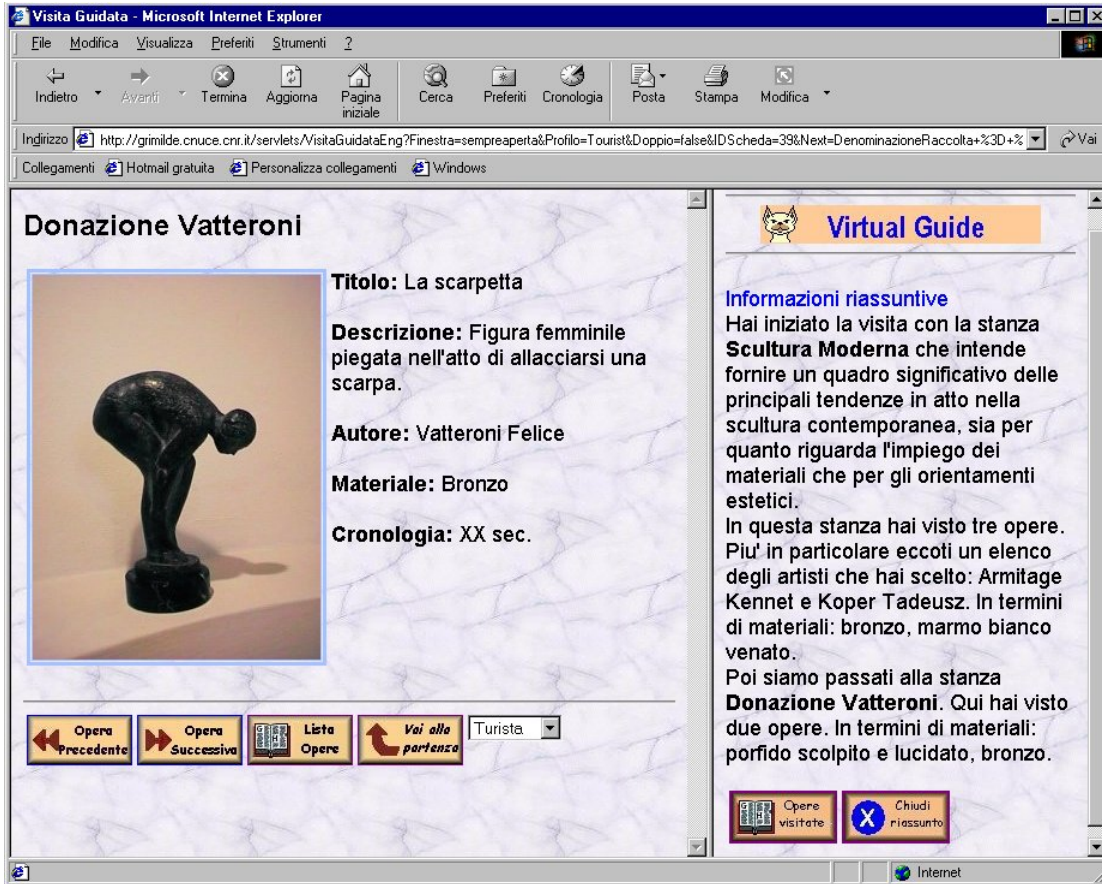 Visita Guidata - Microsoft Internet Explorer
File Modifica Visualizza Preferiti Strumenti ?
Indietro Avanti Termina Aggiorna Pagina iniziale Cerca Preferiti Cronologia Posta Stampa Modifica
Indirizzo http://grimilde.cnuce.cnr.it/servlets/VisitaGuidataEng?Finestra=sempreaperta&Profilo=Tourist&Doppio=false&IDScheda=39&Next=DenominazioneRaccolta+%3D+% Vai
Collegamenti Hotmail gratuita Personalizza collegamenti Windows
Donazione Vatteroni
Titolo: La scarpetta
Descrizione: Figura femminile
piegata nell'atto di allacciarsi una
scarpa.
Autore: Vatteroni Felice
Materiale: Bronzo
Cronologia: XX sec.
Opera Precedente
Opera Successiva
Lista Opere
Vai alla partenza
Turista
Virtual Guide
Informazioni riassuntive
Hai iniziato la visita con la stanza
Scultura Moderna che intende
fornire un quadro significativo delle
principali tendenze in atto nella
scultura contemporanea, sia per
quanto riguarda l'impiego dei
materiali che per gli orientamenti
estetici.
In questa stanza hai visto tre opere.
Piu' in particolare eccoti un elenco
degli artisti che hai scelto: Armitage
Kennet e Koper Tadeusz. In termini
di materiali: bronzo, marmo bianco
venato.
Poi siamo passati alla stanza
Donazione Vatteroni. Qui hai visto
due opere. In termini di materiali:
porfido scolpito e lucidato, bronzo.
Opere visitate
X Chiudi riassunto
Internet